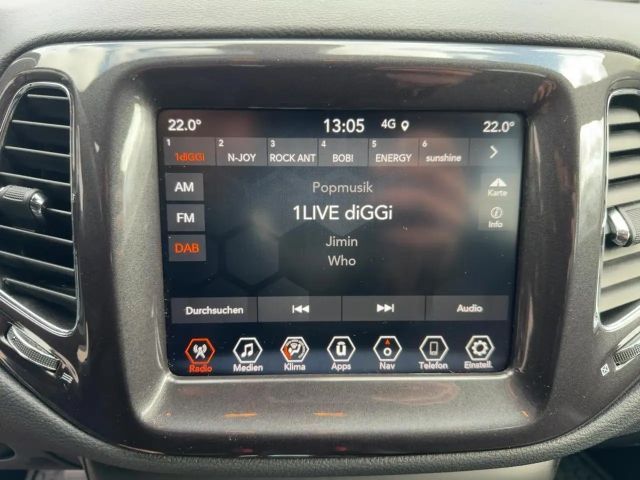 22.0° 13:05 4G 22.0°
1 2 3 4 5 6
1diGGi N-JOY ROCK ANT BOB! ENERGY sunshine
AM Popmusik Karte
FM 1LIVE diGGi Info
DAB Jimin
Who
Durchsuchen Audio
Radio Medien Klima Apps Nav Telefon Einstell.